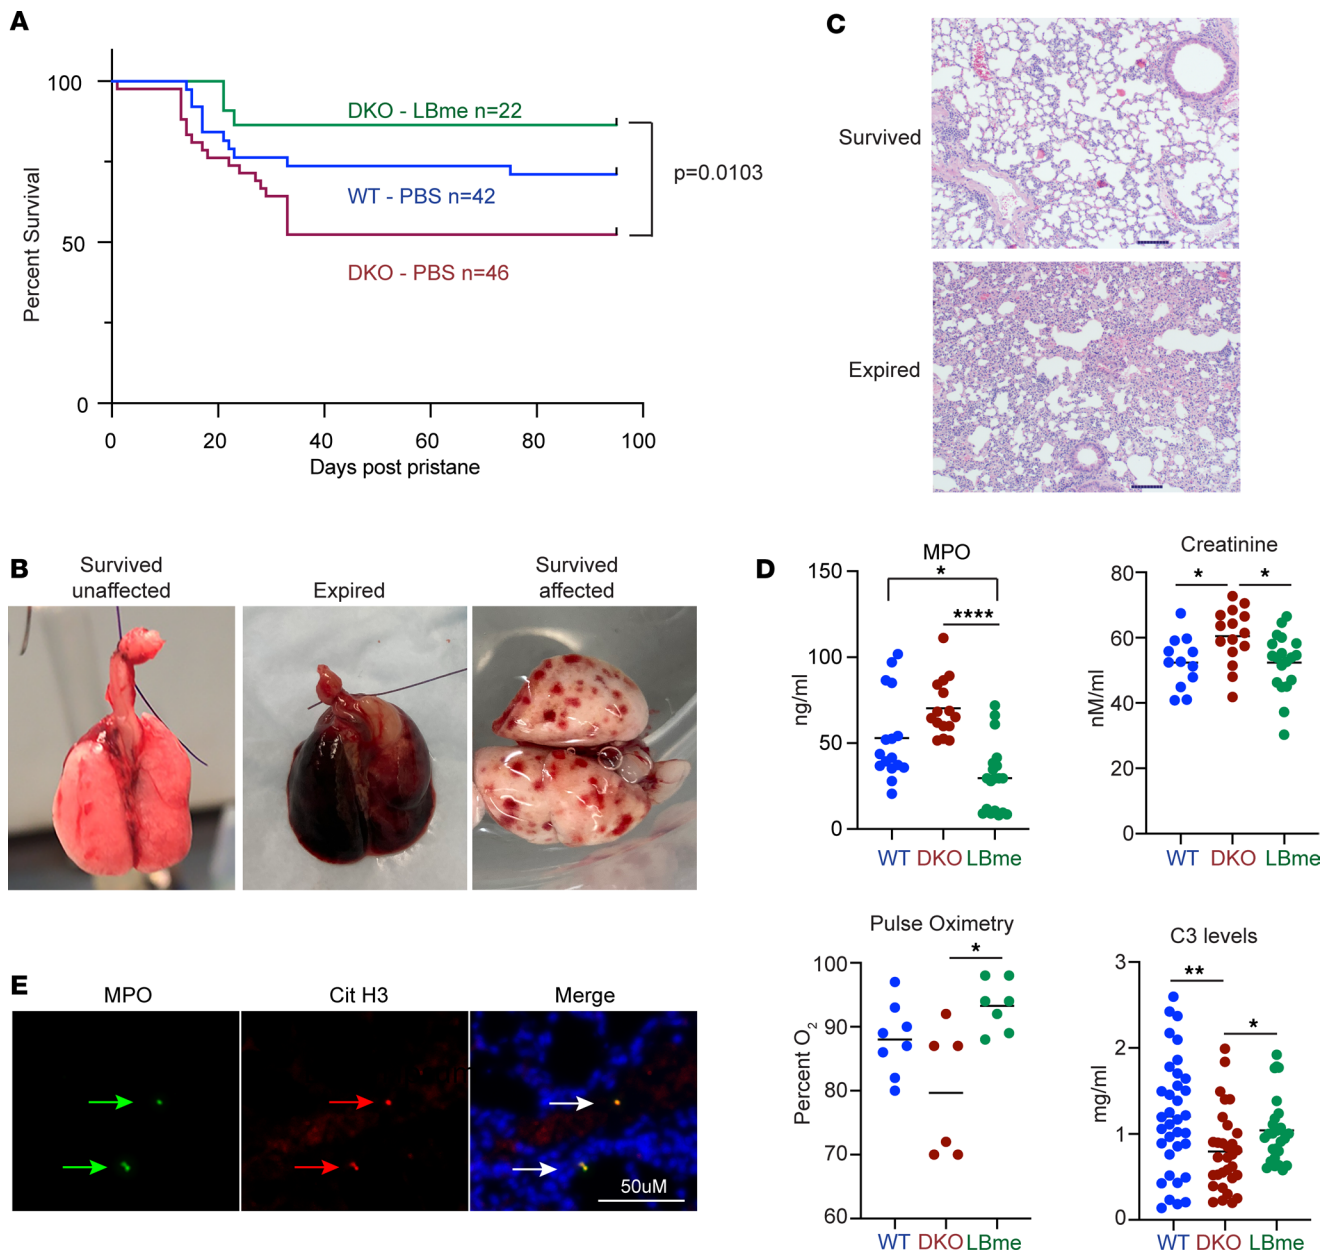 A
100
50
0
Percent Survival
DKO - LBme n=22
WT - PBS n=42
DKO - PBS n=46
p=0.0103
0 20 40 60 80 100
Days post pristane
C
Survived
Expired
B
Survived
unaffected
Expired
Survived
affected
D
MPO
*
****
150
100
50
0
ng/ml
WT DKO LBme
Creatinine
* *
80
60
40
20
0
nM/ml
WT DKO LBme
Pulse Oximetry
*
100
90
80
70
60
Percent O2
WT DKO LBme
C3 levels
**
*
3
2
1
0
mg/ml
WT DKO LBme
E
MPO Cit H3 Merge
50uM